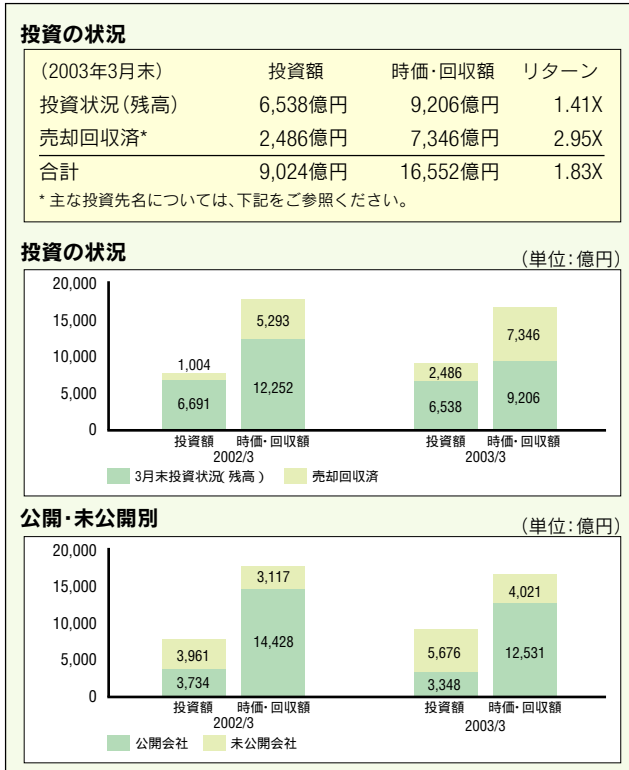 投資の状況
(2003年3月末) 投資額 時価·回収額 リターン
投資状況(残高) 6,538億円 9,206億円 1.41X
売却回収済* 2,486億円 7,346億円 2.95X
合計 9,024億円 16,552億円 1.83X
* 主な投資先名については、下記をご参照ください。
投資の状況 (単位:億円)
20,000
15,000
10,000
5,000
0
1,004
6,691
5,293
12,252
2,486
6,538
7,346
9,206
投資額 時価·回収額 投資額 時価·回収額
2002/3 2003/3
3月末投資状況(残高) 売却回収済
公開·未公開別 (単位:億円)
20,000
15,000
10,000
5,000
0
3,961
3,734
3,117
14,428
5,676
3,348
4,021
12,531
投資額 時価·回収額 投資額 時価·回収額
2002/3 2003/3
公開会社 未公開会社